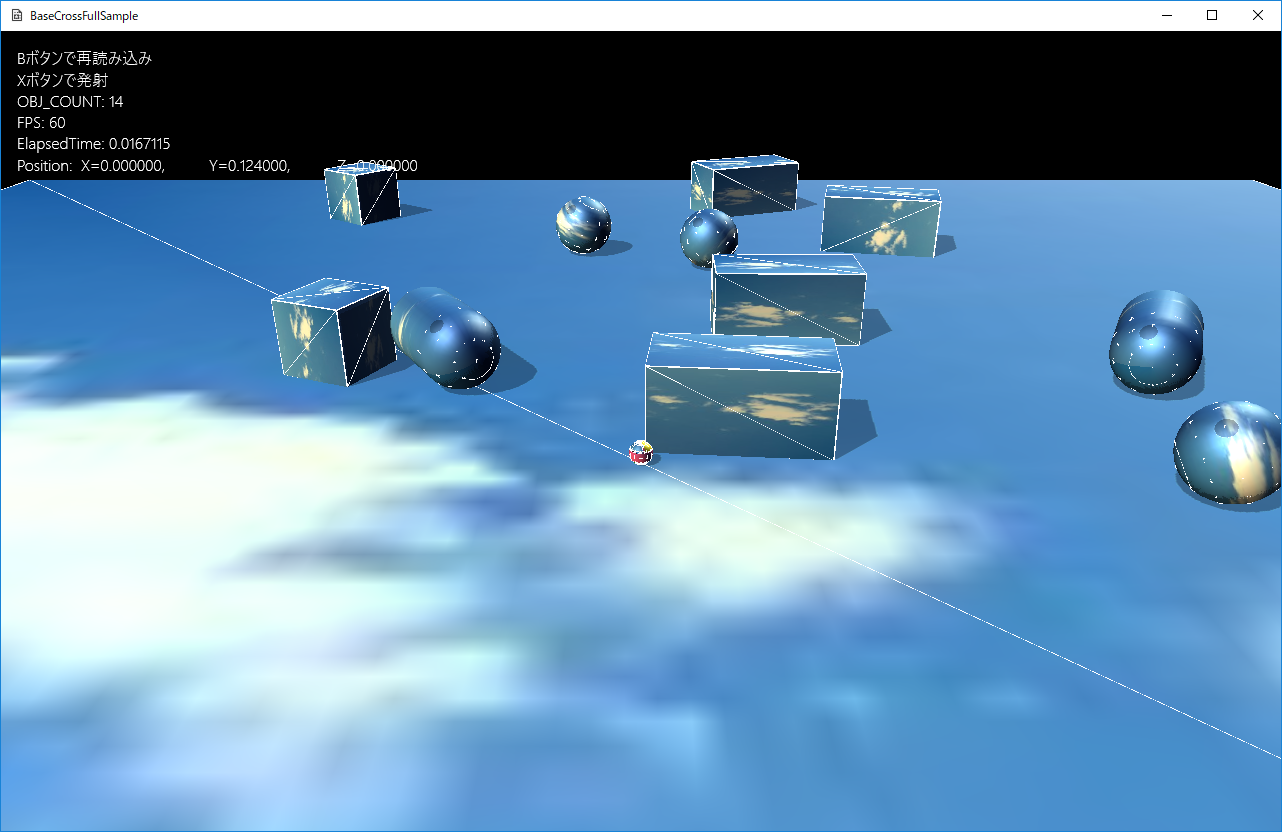 BaseCrossFullSample
Bボタンで再読み込み
Xボタンで発射
OBJ_COUNT: 14
FPS: 60
ElapsedTime: 0.0167115
Position:  X=0.000000,  Y=0.124000,  Z=0.000000